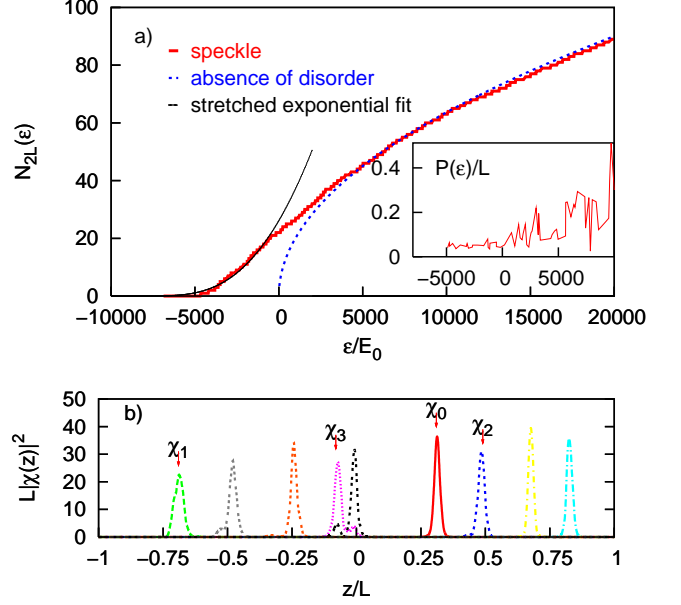 100
80
60
40
20
0
N2L(ε)
a)
speckle
absence of disorder
stretched exponential fit
P(ε)/L
0.4
0.2
0
−5000 0 5000
−10000 −5000 0 5000 10000 15000 20000
ε/E0
b)
50
40
30
20
10
0
L|χ(z)|²
χ1
χ3
χ0
χ2
−1 −0.75 −0.5 −0.25 0 0.25 0.5 0.75 1
z/L